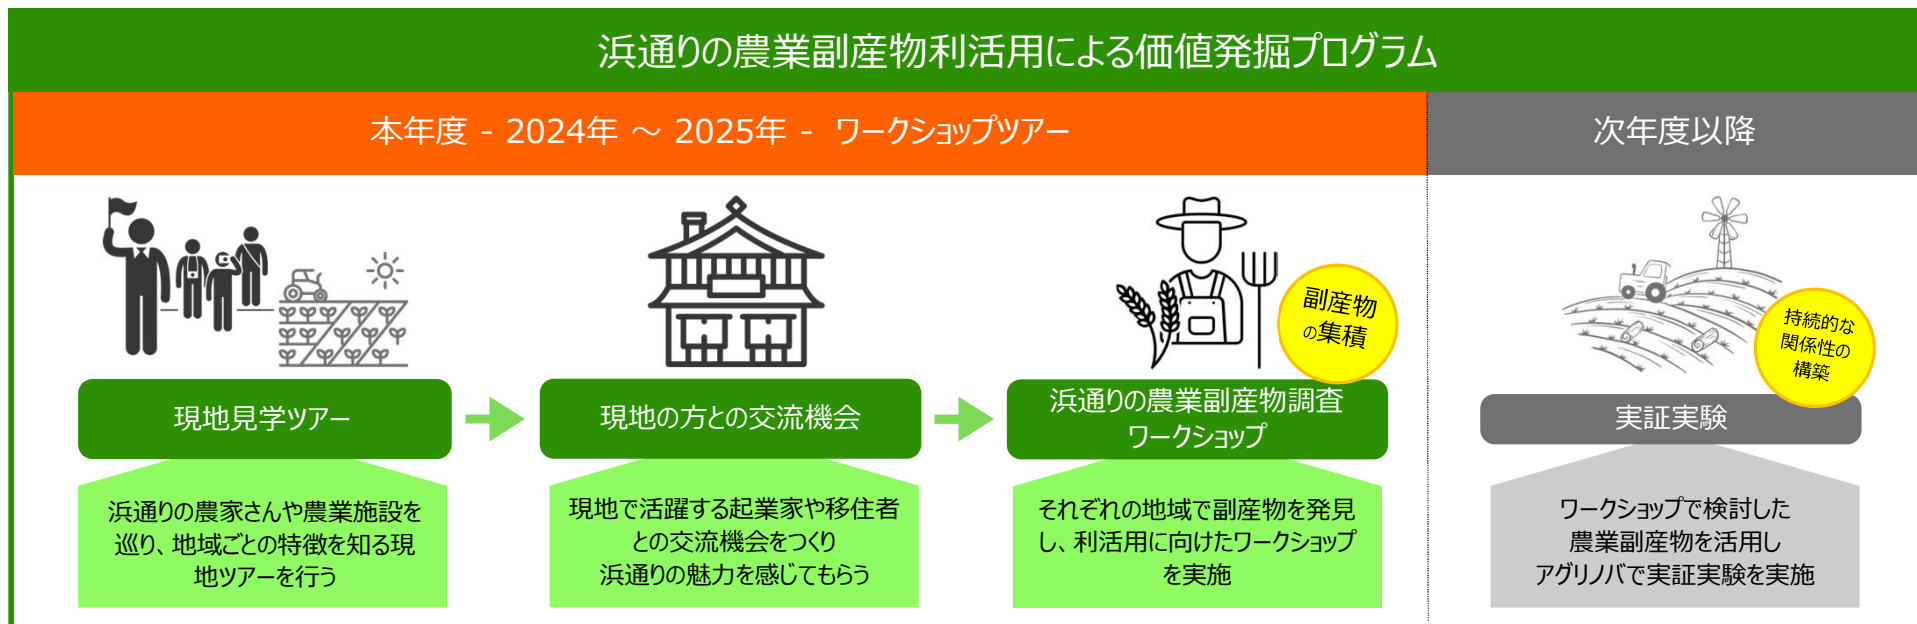 浜通りの農業副産物利活用による価値発掘プログラム
本年度 - 2024年 ～ 2025年 - ワークショップツアー
次年度以降
副産物
の集積
持続的な
関係性の
構築
現地見学ツアー
現地の方との交流機会
浜通りの農業副産物調査
ワークショップ
実証実験
浜通りの農家さんや農業施設を
巡り、地域ごとの特徴を知る現
地ツアーを行う
現地で活躍する起業家や移住者
との交流機会をつくり
浜通りの魅力を感じてもらう
それぞれの地域で副産物を発見
し、利活用に向けたワークショップ
を実施
ワークショップで検討した
農業副産物を活用し
アグリノバで実証実験を実施